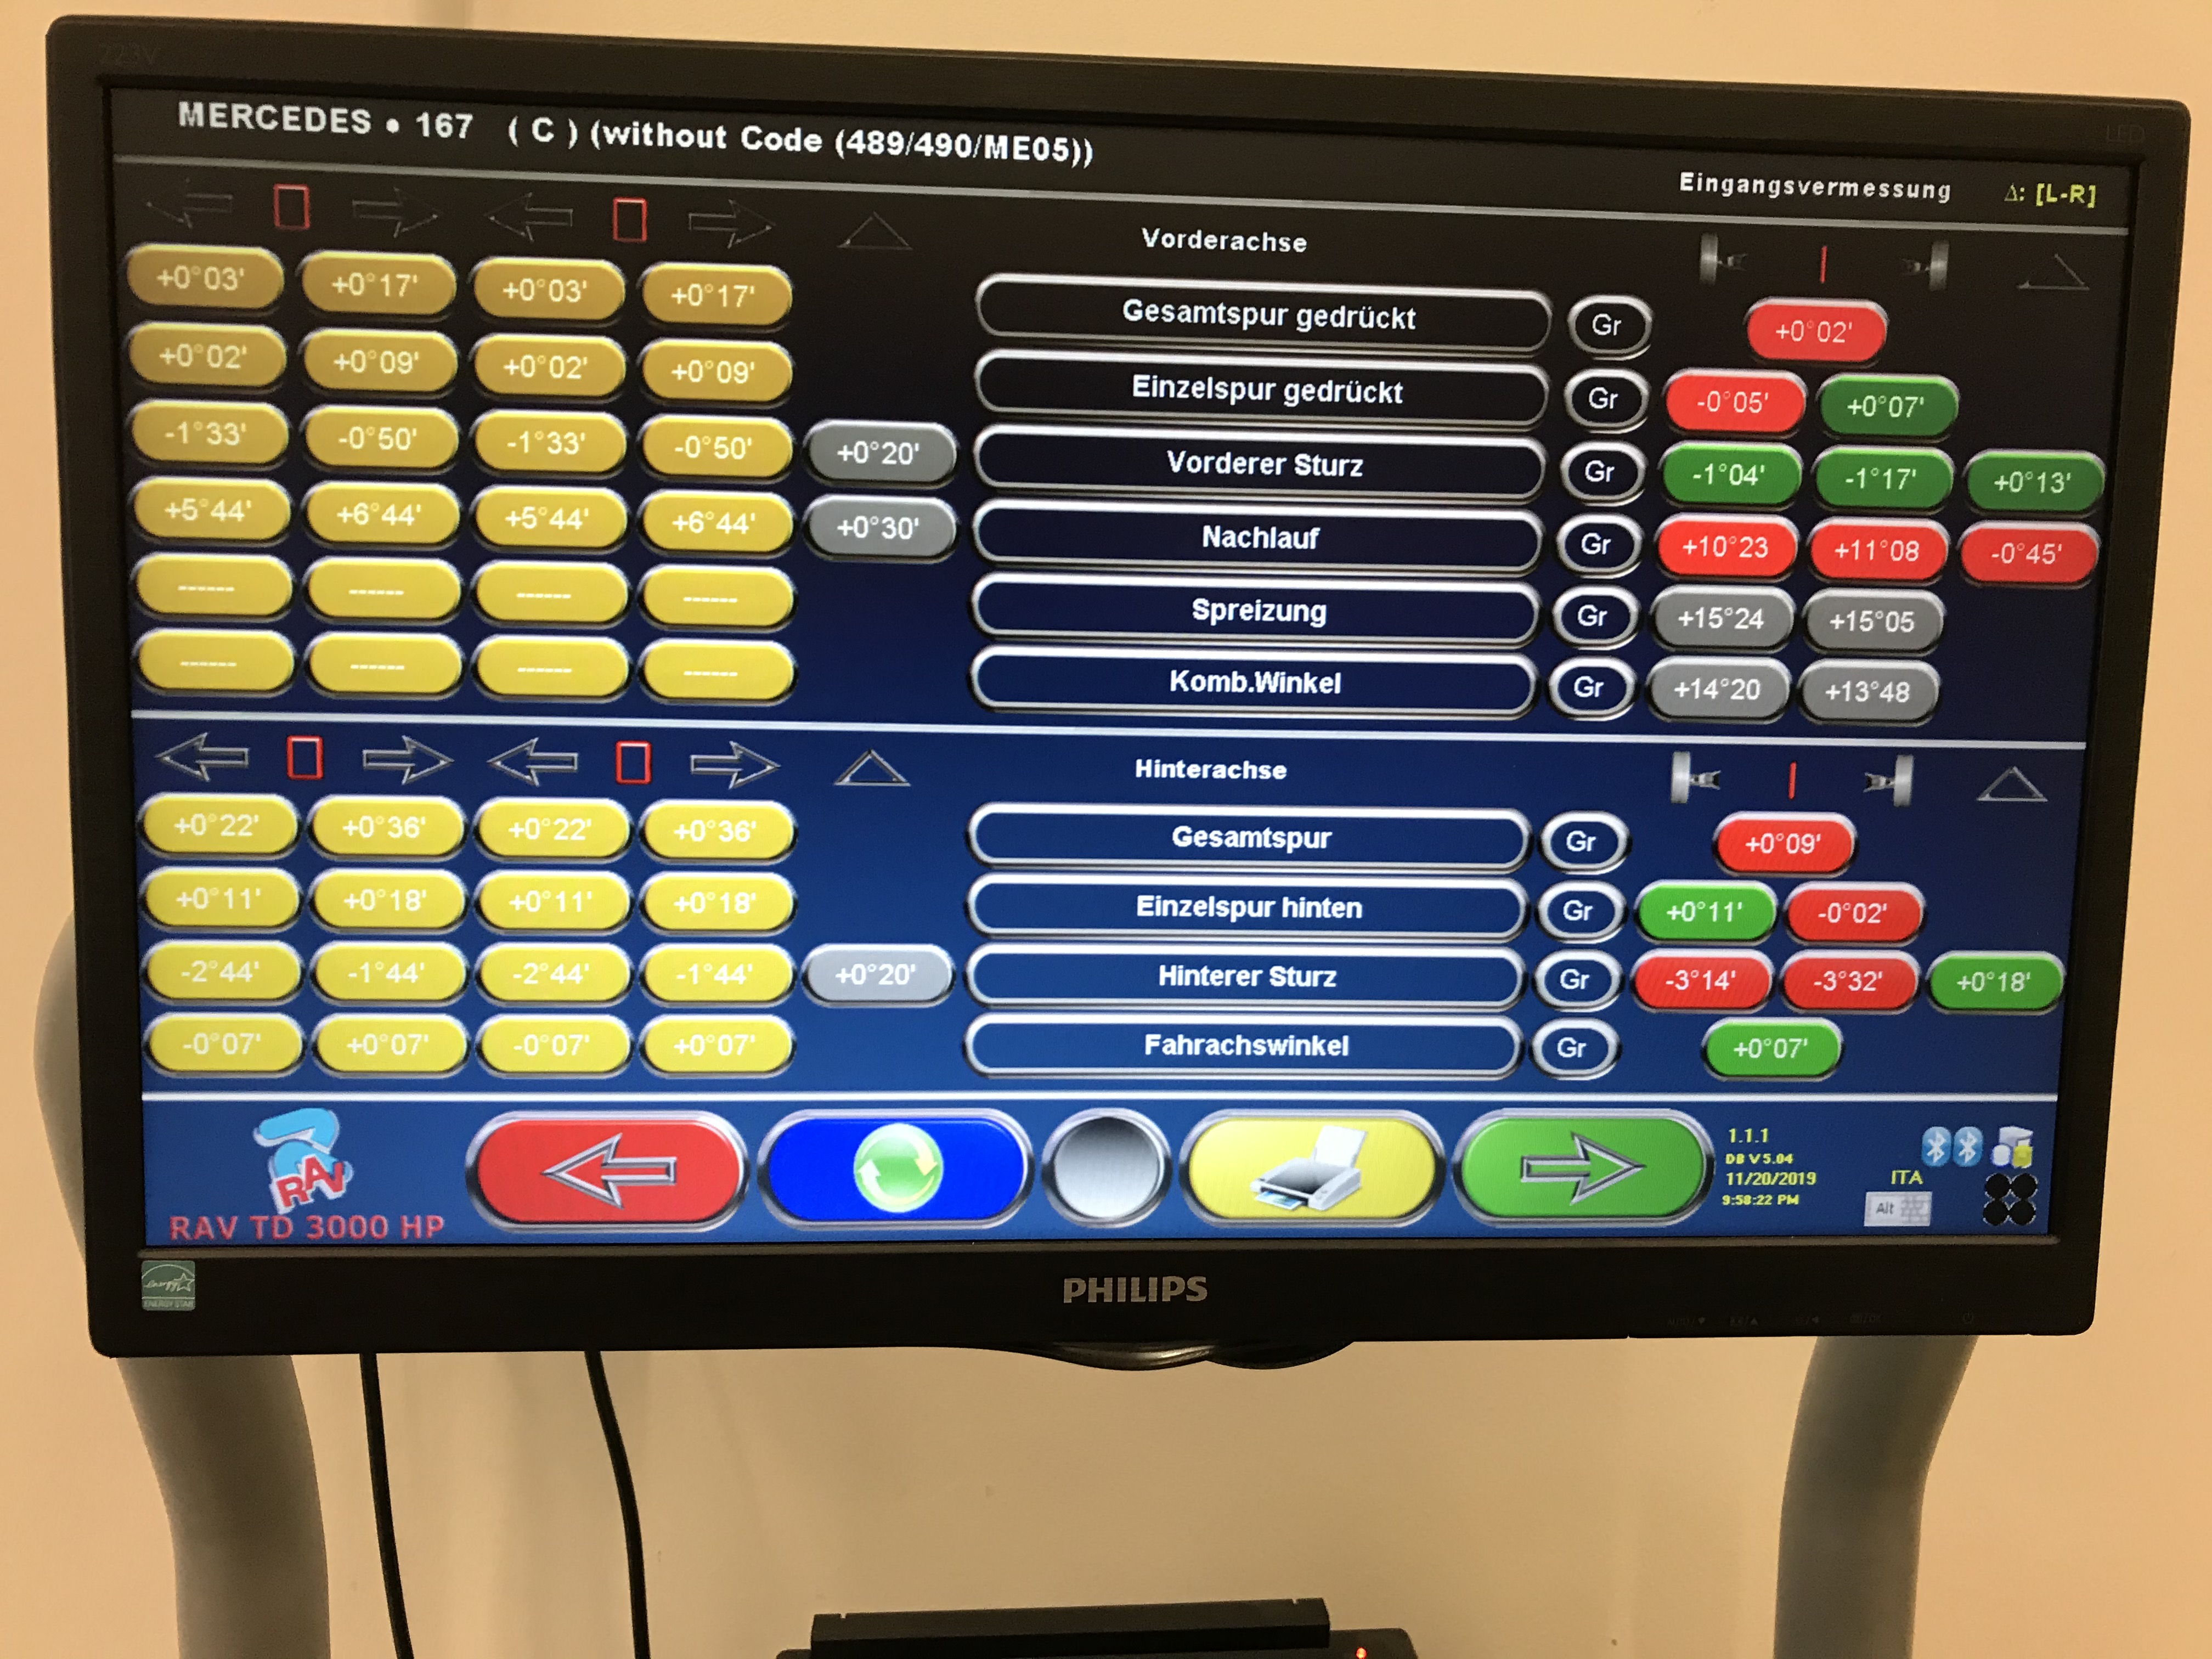 223V
LED
MERCEDES • 167 ( C ) (without Code (489/490/ME05))
Eingangsvermessung Δ: [L-R]
Vorderachse
+0°03' +0°17' +0°03' +0°17' Gesamtspur gedrückt Gr +0°02'
+0°02' +0°09' +0°02' +0°09' Einzelspur gedrückt Gr -0°05' +0°07'
-1°33' -0°50' -1°33' -0°50' +0°20' Vorderer Sturz Gr -1°04' -1°17' +0°13'
+5°44' +6°44' +5°44' +6°44' +0°30' Nachlauf Gr +10°23 +11°08 -0°45'
------ ------ ------ ------ Spreizung Gr +15°24 +15°05
------ ------ ------ ------ Komb.Winkel Gr +14°20 +13°48
Hinterachse
+0°22' +0°36' +0°22' +0°36' Gesamtspur Gr +0°09'
+0°11' +0°18' +0°11' +0°18' Einzelspur hinten Gr +0°11' -0°02'
-2°44' -1°44' -2°44' -1°44' +0°20' Hinterer Sturz Gr -3°14' -3°32' +0°18'
-0°07' +0°07' -0°07' +0°07' Fahrachswinkel Gr +0°07'
RAV
RAV TD 3000 HP
1.1.1
DB V 5.04
11/20/2019
9:58:22 PM
ITA
Alt
energy
ENERGY STAR
PHILIPS